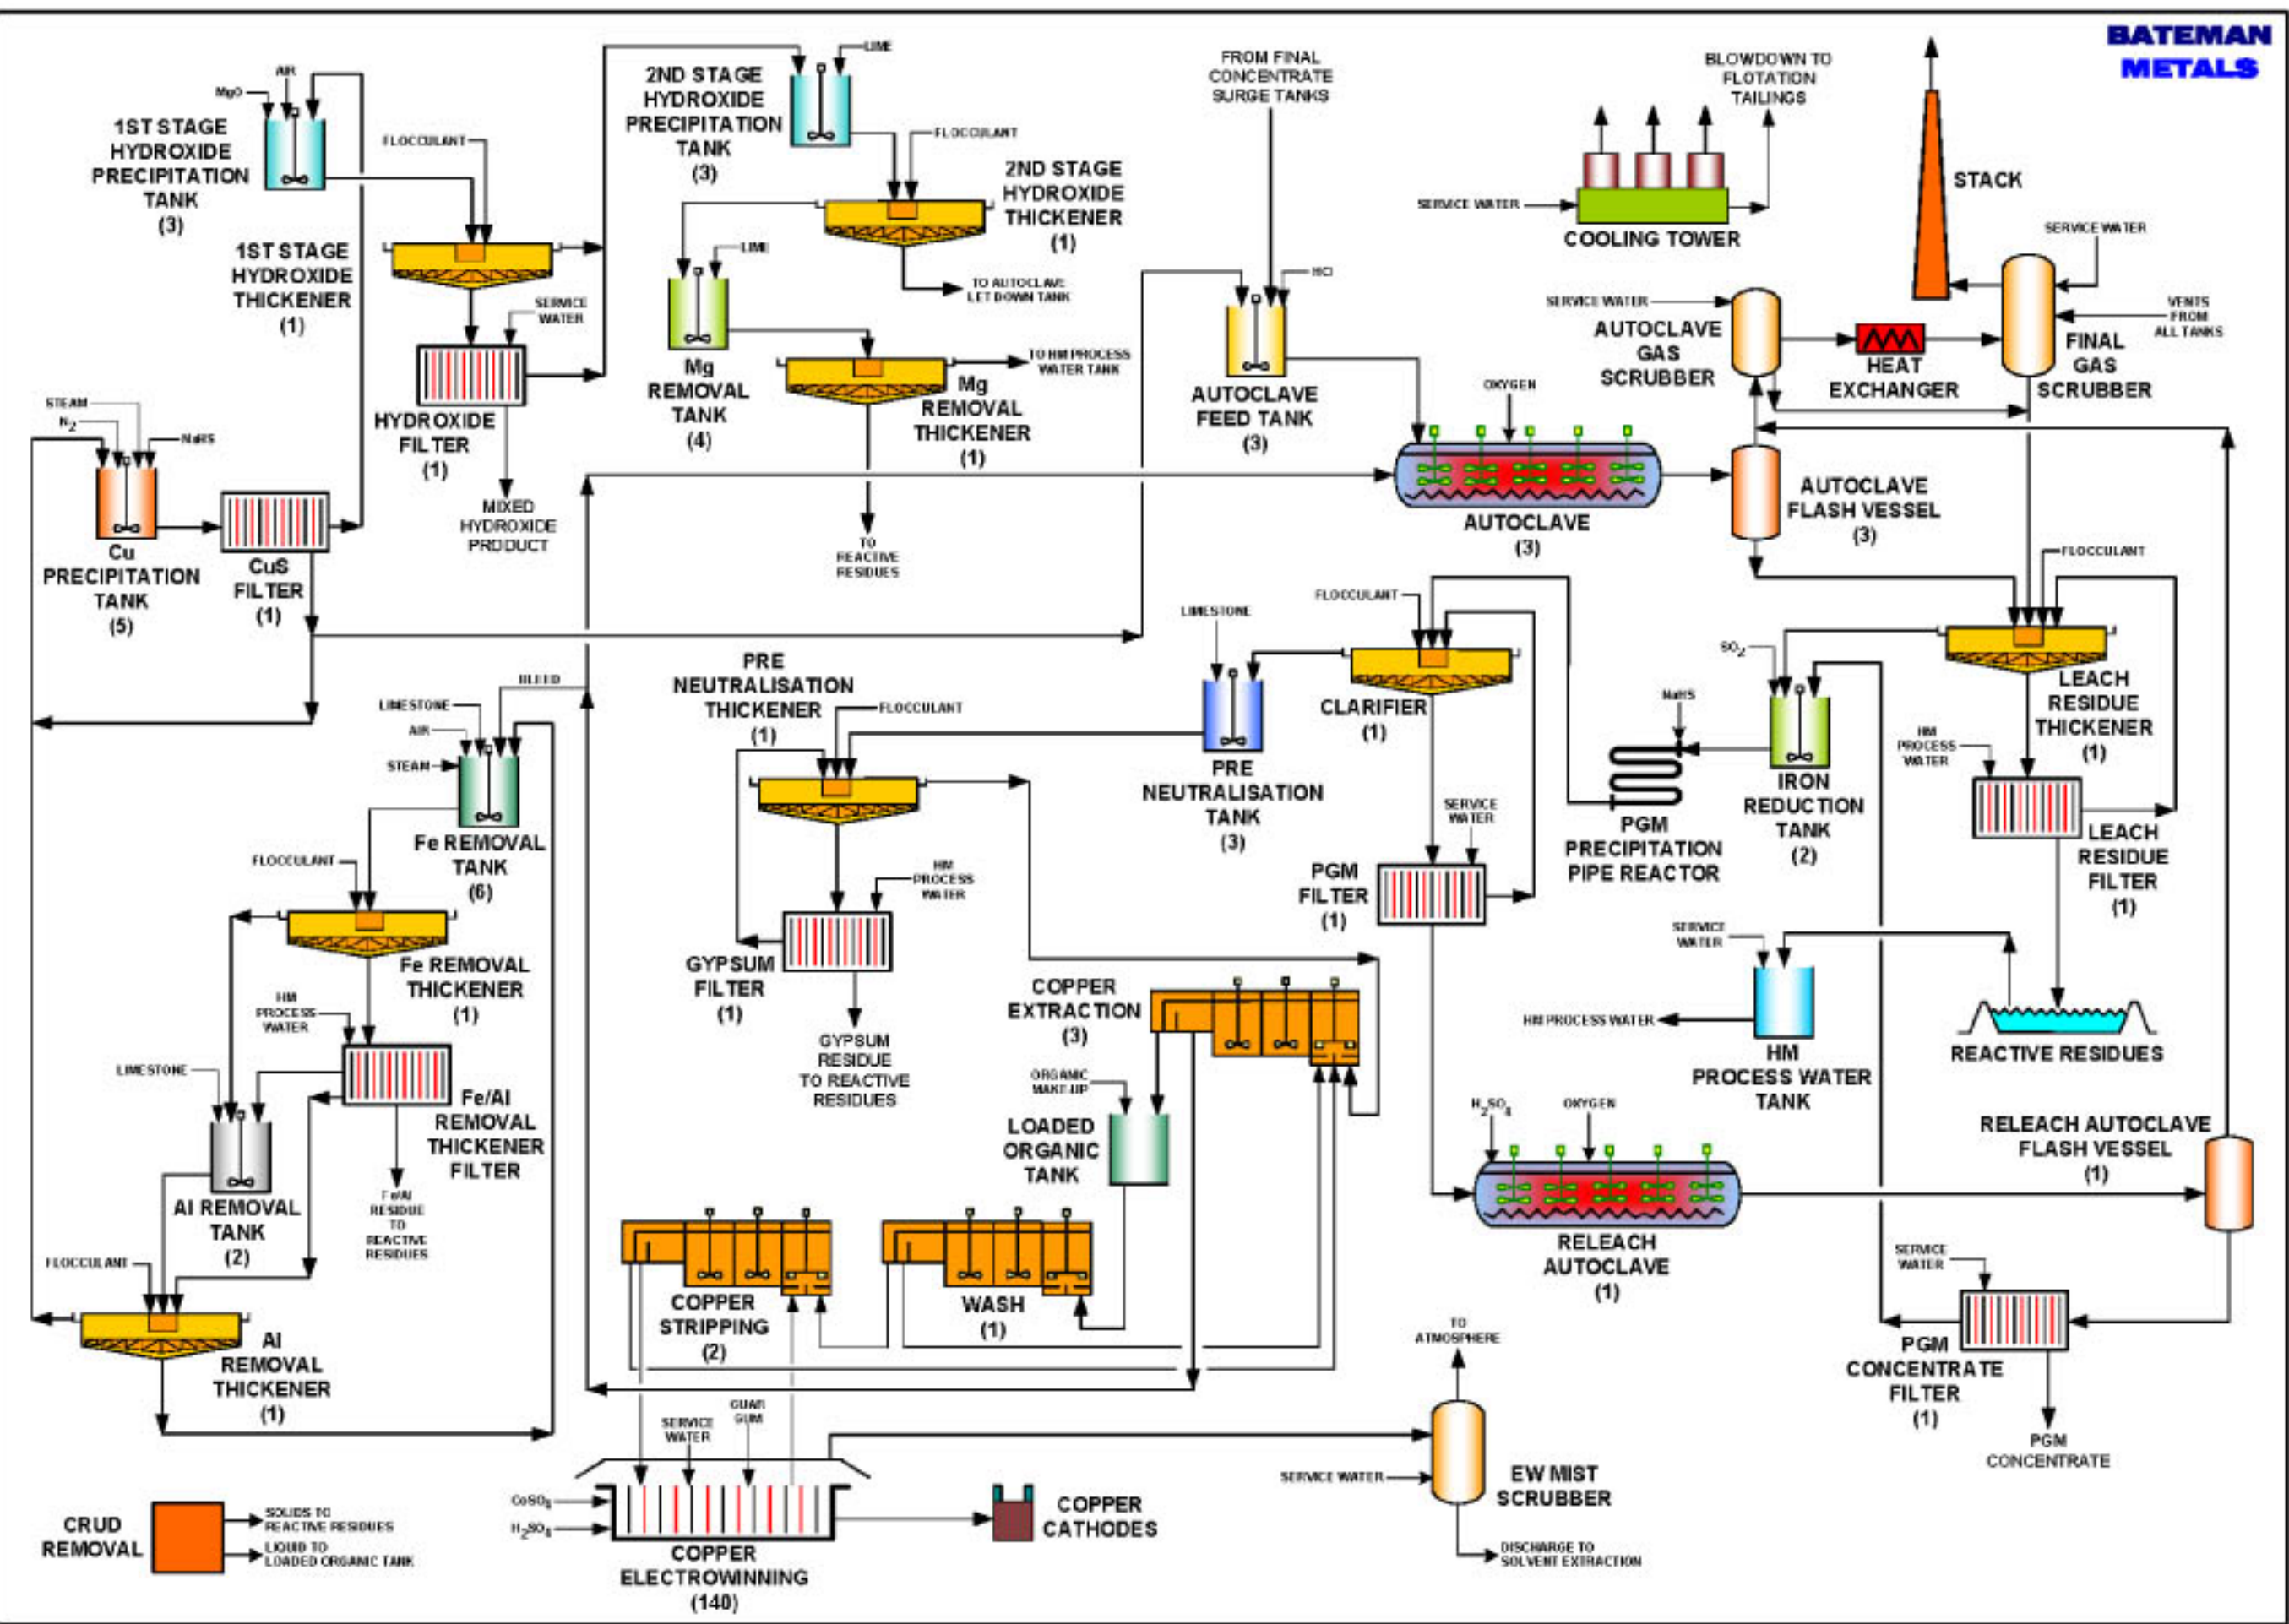 BATEMAN
METALS
AIR
MgO
1ST STAGE
HYDROXIDE
PRECIPITATION
TANK
(3)
FLOCCULANT
1ST STAGE
HYDROXIDE
THICKENER
(1)
SERVICE
WATER
HYDROXIDE
FILTER
(1)
MIXED
HYDROXIDE
PRODUCT
LIME
2ND STAGE
HYDROXIDE
PRECIPITATION
TANK
(3)
FLOCCULANT
2ND STAGE
HYDROXIDE
THICKENER
(1)
TO AUTOCLAVE
LET DOWN TANK
LIME
Mg
REMOVAL
TANK
(4)
TO HM PROCESS
WATER TANK
Mg
REMOVAL
THICKENER
(1)
TO
REACTIVE
RESIDUES
FROM FINAL
CONCENTRATE
SURGE TANKS
HCl
AUTOCLAVE
FEED TANK
(3)
OXYGEN
AUTOCLAVE
(3)
BLOWDOWN TO
FLOTATION
TAILINGS
SERVICE WATER
COOLING TOWER
STACK
SERVICE WATER
SERVICE WATER
AUTOCLAVE
GAS
SCRUBBER
HEAT
EXCHANGER
VENTS
FROM
ALL TANKS
FINAL
GAS
SCRUBBER
AUTOCLAVE
FLASH VESSEL
(3)
STEAM
N2
NaHS
Cu
PRECIPITATION
TANK
(5)
CuS
FILTER
(1)
BLEED
LIMESTONE
AIR
STEAM
Fe REMOVAL
TANK
(6)
FLOCCULANT
Fe REMOVAL
THICKENER
(1)
HM
PROCESS
WATER
Fe/Al
REMOVAL
THICKENER
FILTER
Fe/Al
RESIDUE
TO
REACTIVE
RESIDUES
LIMESTONE
Al REMOVAL
TANK
(2)
FLOCCULANT
Al
REMOVAL
THICKENER
(1)
PRE
NEUTRALISATION
THICKENER
(1)
FLOCCULANT
HM
PROCESS
WATER
GYPSUM
FILTER
(1)
GYPSUM
RESIDUE
TO REACTIVE
RESIDUES
LIMESTONE
PRE
NEUTRALISATION
TANK
(3)
FLOCCULANT
CLARIFIER
(1)
SERVICE
WATER
PGM
FILTER
(1)
NaHS
PGM
PRECIPITATION
PIPE REACTOR
SO2
IRON
REDUCTION
TANK
(2)
FLOCCULANT
LEACH
RESIDUE
THICKENER
(1)
HM
PROCESS
WATER
LEACH
RESIDUE
FILTER
(1)
SERVICE
WATER
HM PROCESS WATER
HM
PROCESS WATER
TANK
REACTIVE RESIDUES
COPPER
EXTRACTION
(3)
ORGANIC
MAKE-UP
LOADED
ORGANIC
TANK
COPPER
STRIPPING
(2)
WASH
(1)
H2SO4
OXYGEN
RELEACH
AUTOCLAVE
(1)
RELEACH AUTOCLAVE
FLASH VESSEL
(1)
SERVICE
WATER
PGM
CONCENTRATE
FILTER
(1)
PGM
CONCENTRATE
CRUD
REMOVAL
SOLIDS TO
REACTIVE RESIDUES
LIQUID TO
LOADED ORGANIC TANK
SERVICE
WATER
GUAR
GUM
CoSO4
H2SO4
COPPER
ELECTROWINNING
(140)
COPPER
CATHODES
TO
ATMOSPHERE
SERVICE WATER
EW MIST
SCRUBBER
DISCHARGE TO
SOLVENT EXTRACTION